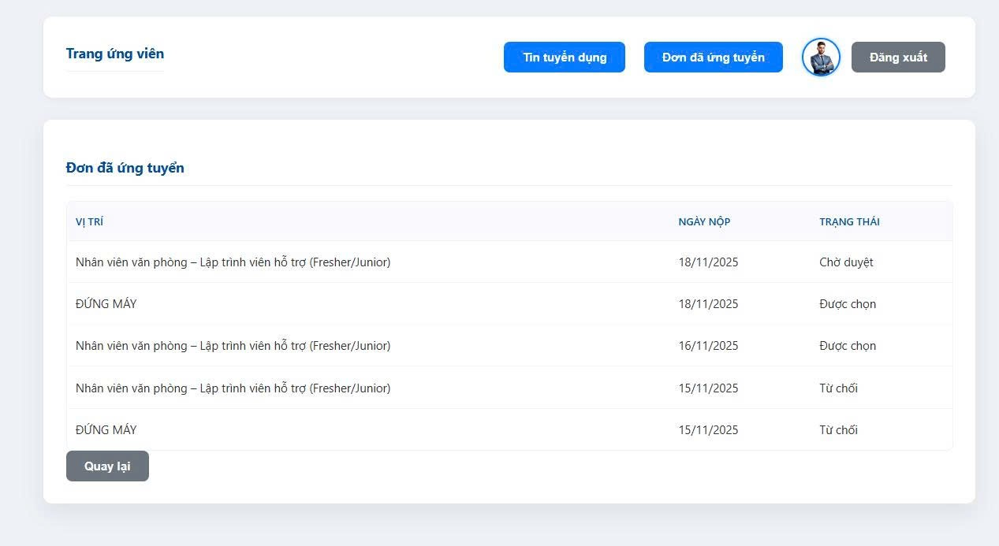 Trang ứng viên
Tin tuyển dụng
Đơn đã ứng tuyển
Đăng xuất
Đơn đã ứng tuyển
VỊ TRÍ NGÀY NỘP TRẠNG THÁI
Nhân viên văn phòng – Lập trình viên hỗ trợ (Fresher/Junior) 18/11/2025 Chờ duyệt
ĐỨNG MÁY 18/11/2025 Được chọn
Nhân viên văn phòng – Lập trình viên hỗ trợ (Fresher/Junior) 16/11/2025 Được chọn
Nhân viên văn phòng – Lập trình viên hỗ trợ (Fresher/Junior) 15/11/2025 Từ chối
ĐỨNG MÁY 15/11/2025 Từ chối
Quay lại